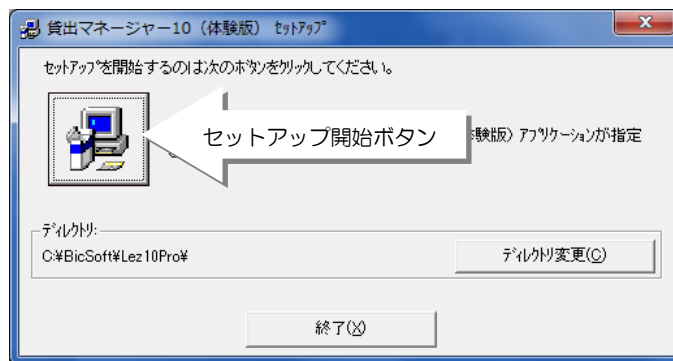 貸出マネージャー10（体験版） ｾｯﾄｱｯﾌﾟ
ｾｯﾄｱｯﾌﾟを開始するのは次のﾎﾞﾀﾝをｸﾘｯｸしてください。
セットアップ開始ボタン
験版） ｱﾌﾟﾘｹｰｼｮﾝが指定
ﾃﾞｨﾚｸﾄﾘ:
C:¥BicSoft¥Lez10Pro¥
ﾃﾞｨﾚｸﾄﾘ変更(C)
終了(X)